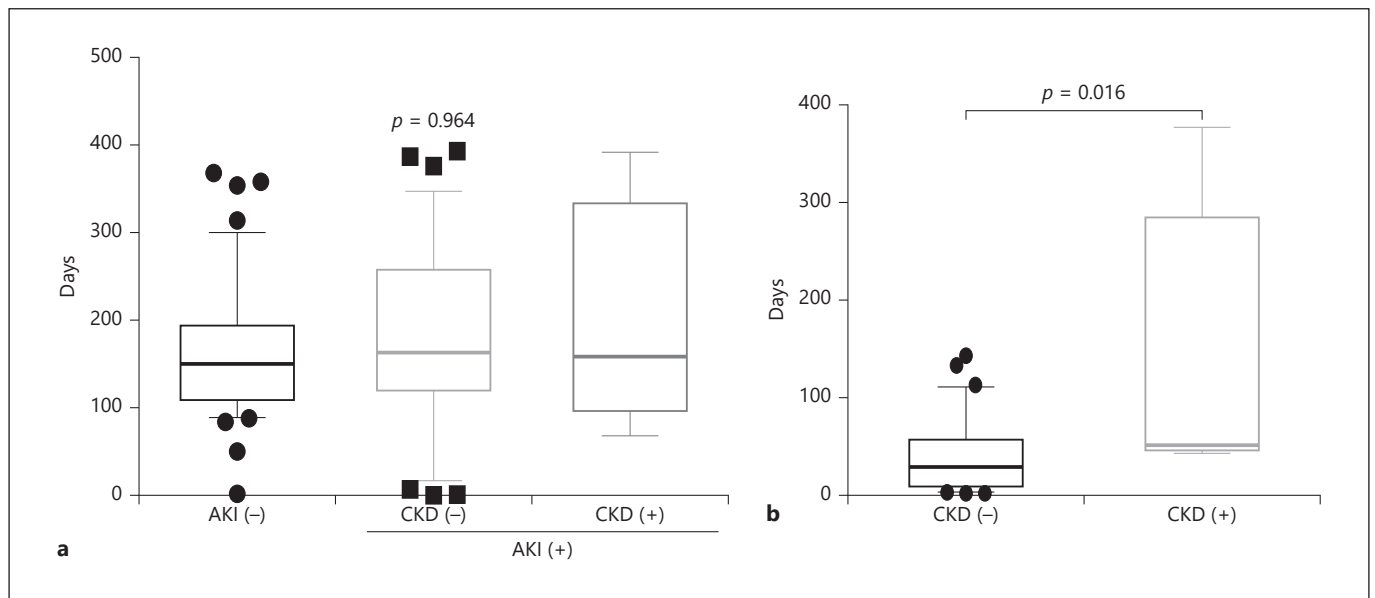 500
400
300
200
100
0
Days
p = 0.964
AKI (–)
CKD (–)
CKD (+)
AKI (+)
a
400
300
200
100
0
Days
p = 0.016
CKD (–)
CKD (+)
b